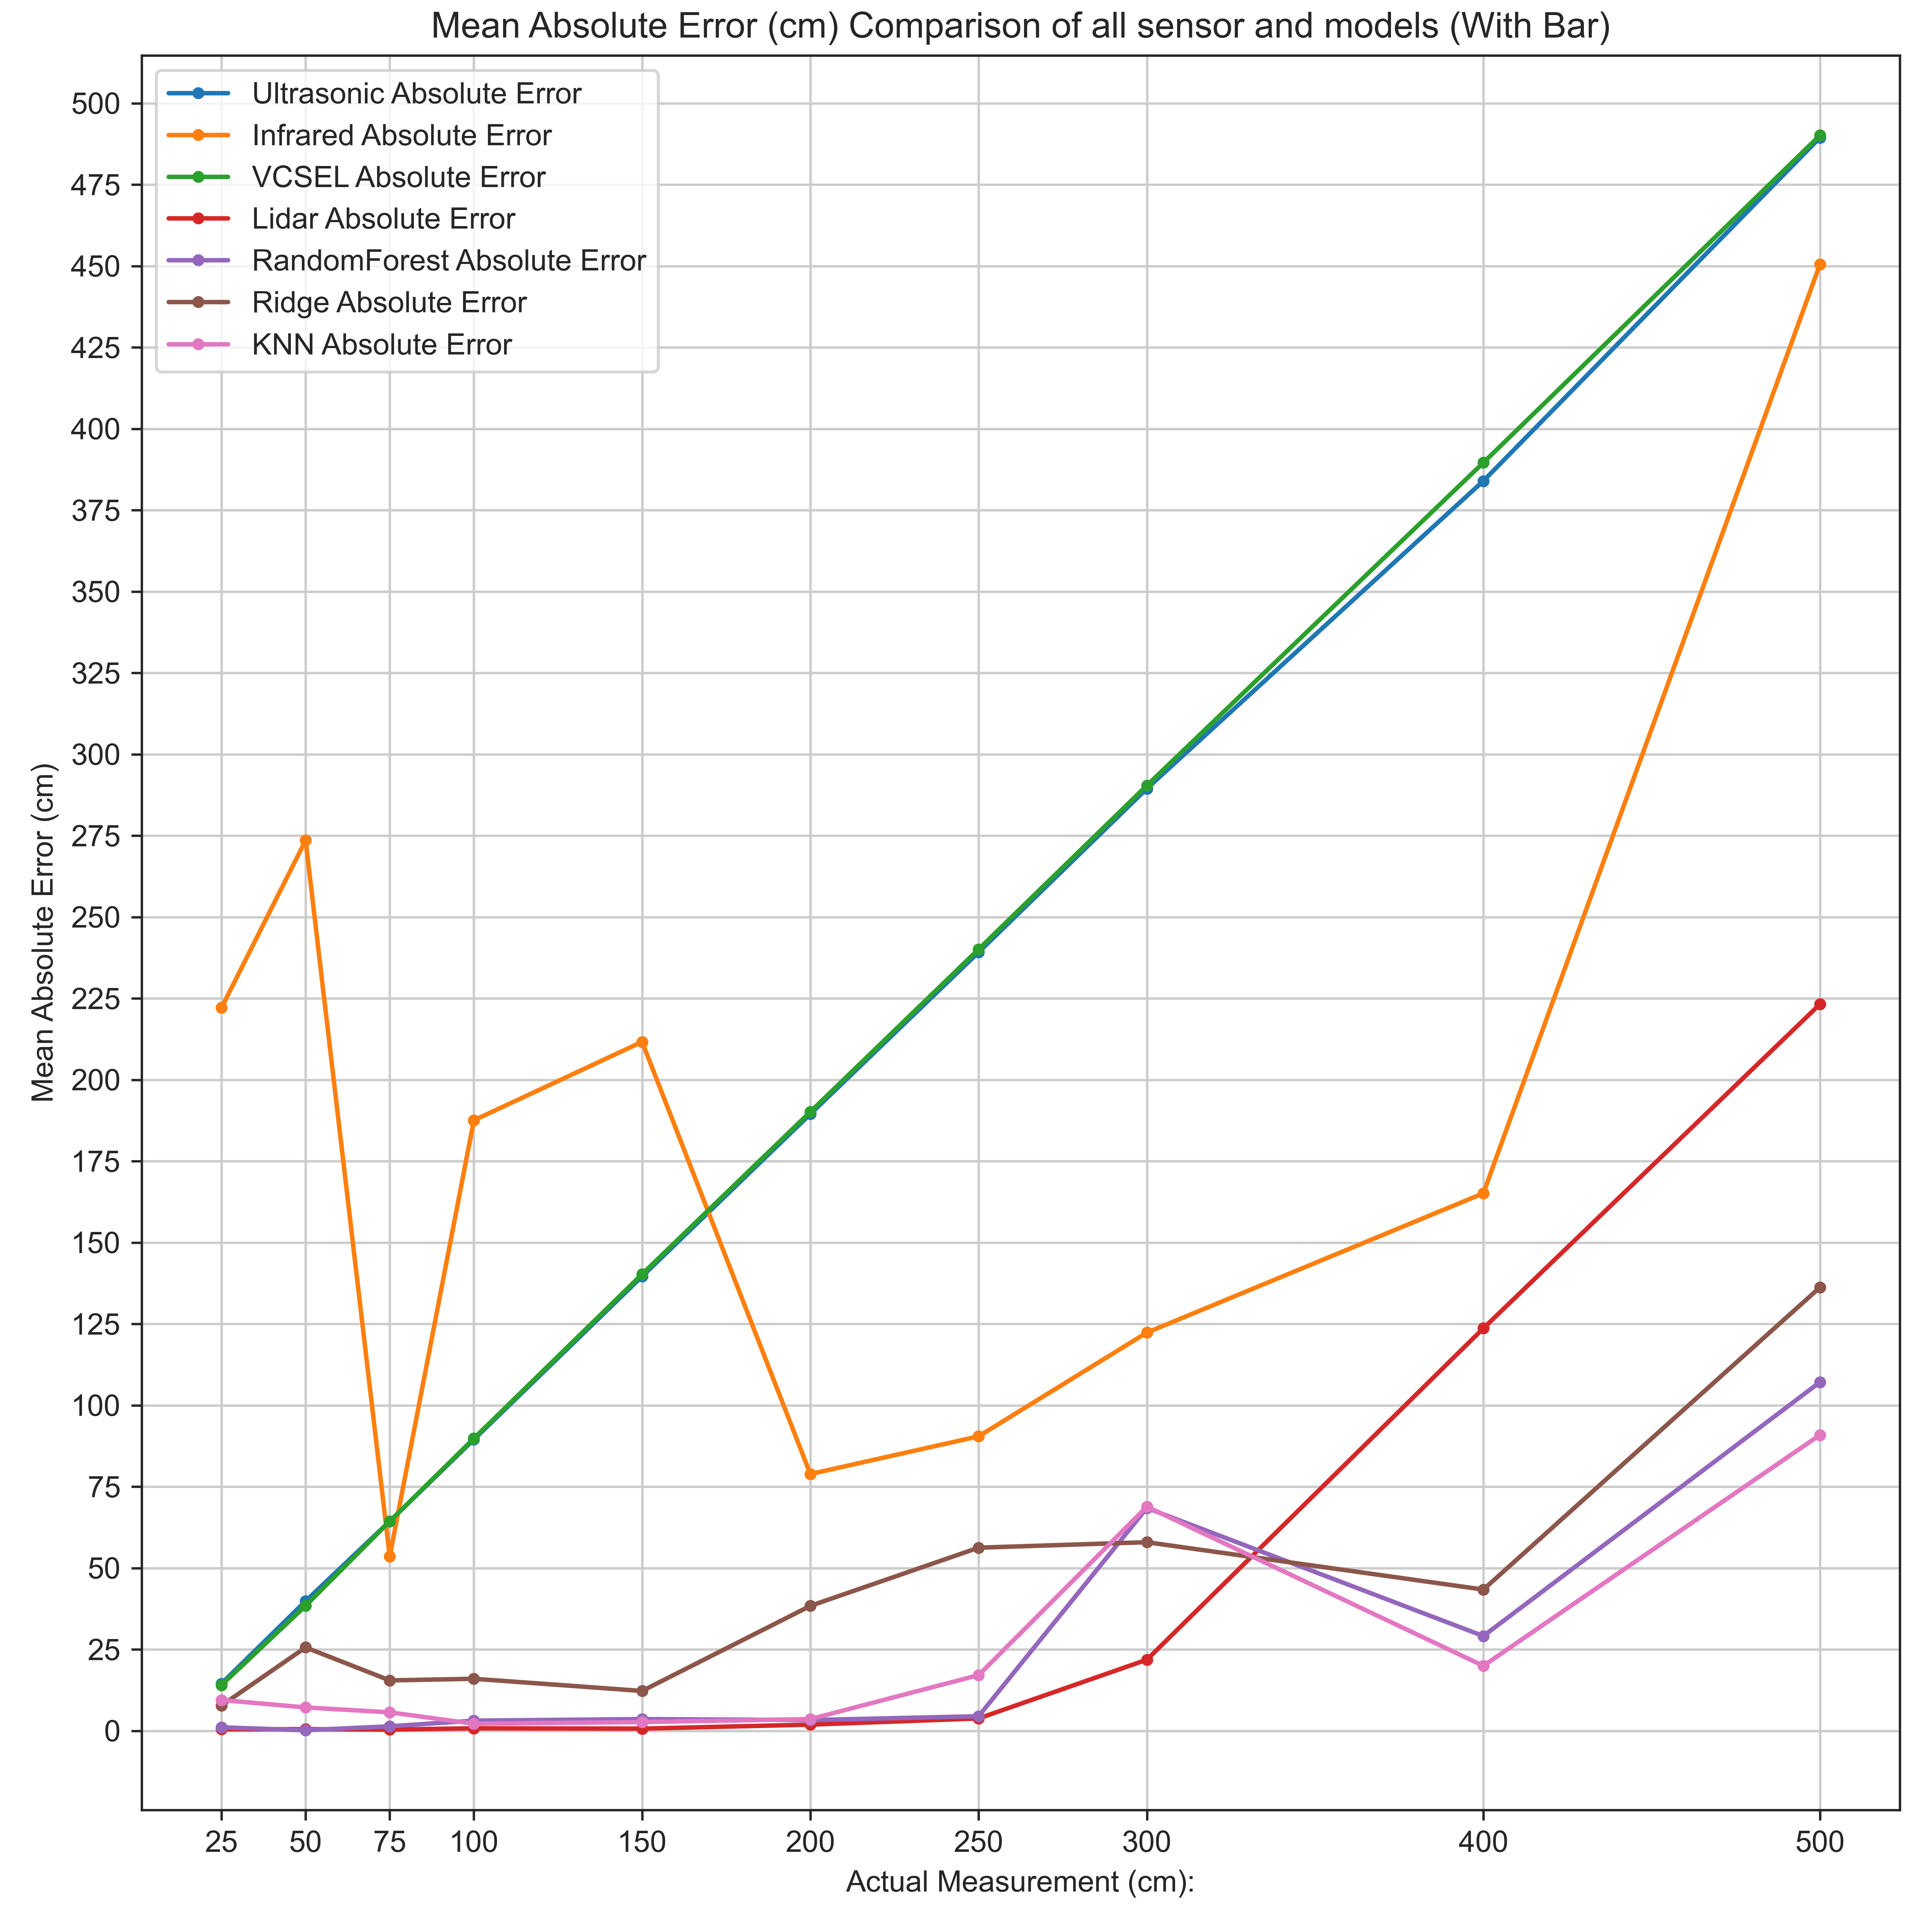 Mean Absolute Error (cm) Comparison of all sensor and models (With Bar)
Ultrasonic Absolute Error
Infrared Absolute Error
VCSEL Absolute Error
Lidar Absolute Error
RandomForest Absolute Error
Ridge Absolute Error
KNN Absolute Error
500
475
450
425
400
375
350
325
300
275
250
225
200
175
150
125
100
75
50
25
0
Mean Absolute Error (cm)
25 50 75 100 150 200 250 300 400 500
Actual Measurement (cm):